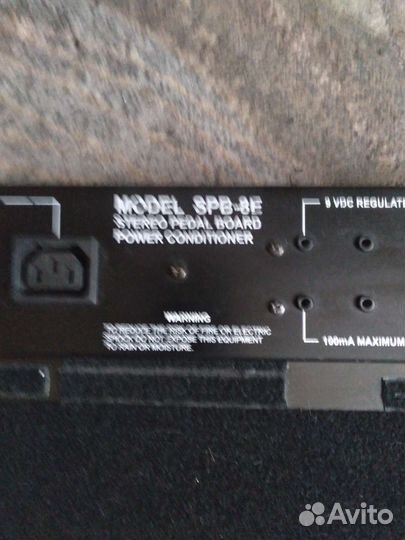 MODEL SPB-8E
STEREO PEDAL BOARD
POWER CONDITIONER
9 VDC REGULAT
WARNING
TO REDUCE THE RISK OF FIRE OR ELECTRIC
SHOCK DO NOT EXPOSE THIS EQUIPMENT
TO RAIN OR MOISTURE.
100mA MAXIMUM
Avito